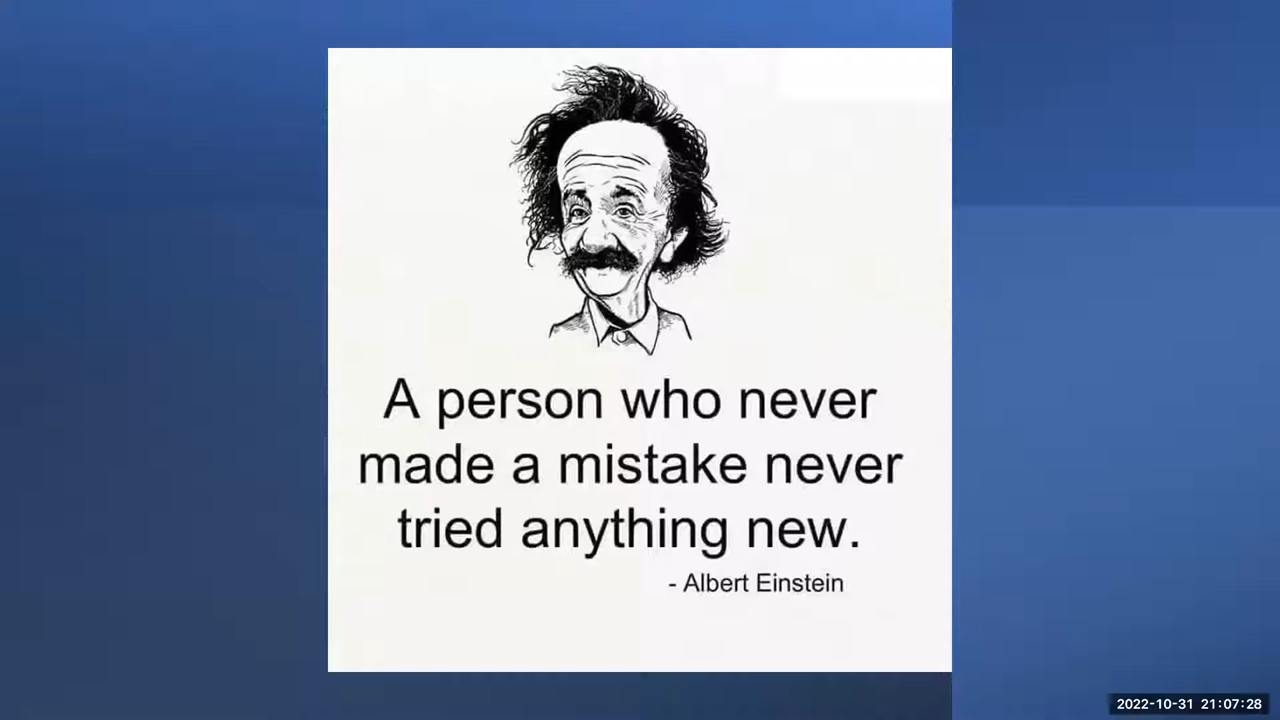 A person who never
made a mistake never
tried anything new.
- Albert Einstein
2022-10-31 21:07:28